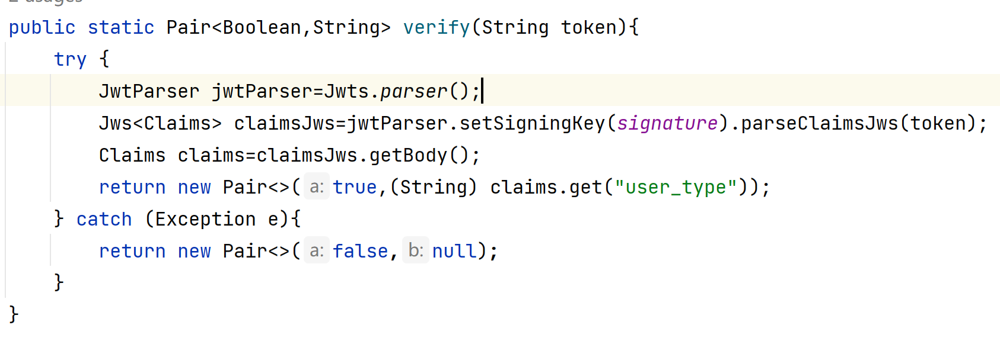 2 usages
public static Pair<Boolean,String> verify(String token){
try {
JwtParser jwtParser=Jwts.parser();
Jws<Claims> claimsJws=jwtParser.setSigningKey(signature).parseClaimsJws(token);
Claims claims=claimsJws.getBody();
return new Pair<>( a: true,(String) claims.get("user_type"));
} catch (Exception e){
return new Pair<>( a: false, b: null);
}
}